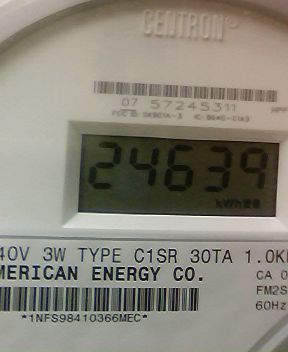 CENTRON®
07 57245311
24639
kWh
40V 3W TYPE C1SR 30TA 1.0K
MERICAN ENERGY CO.
CA 0
FM2S
60Hz
*1NFS98410366MEC*